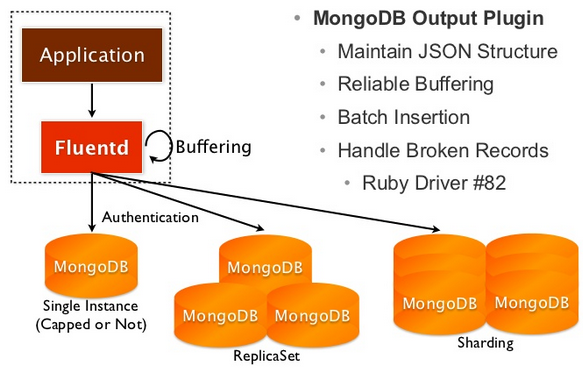 Application
Fluentd
Buffering
Authentication
MongoDB
Single Instance
(Capped or Not)
MongoDB
MongoDB
MongoDB
ReplicaSet
MongoDB
MongoDB
Sharding
• MongoDB Output Plugin
• Maintain JSON Structure
• Reliable Buffering
• Batch Insertion
• Handle Broken Records
• Ruby Driver #82